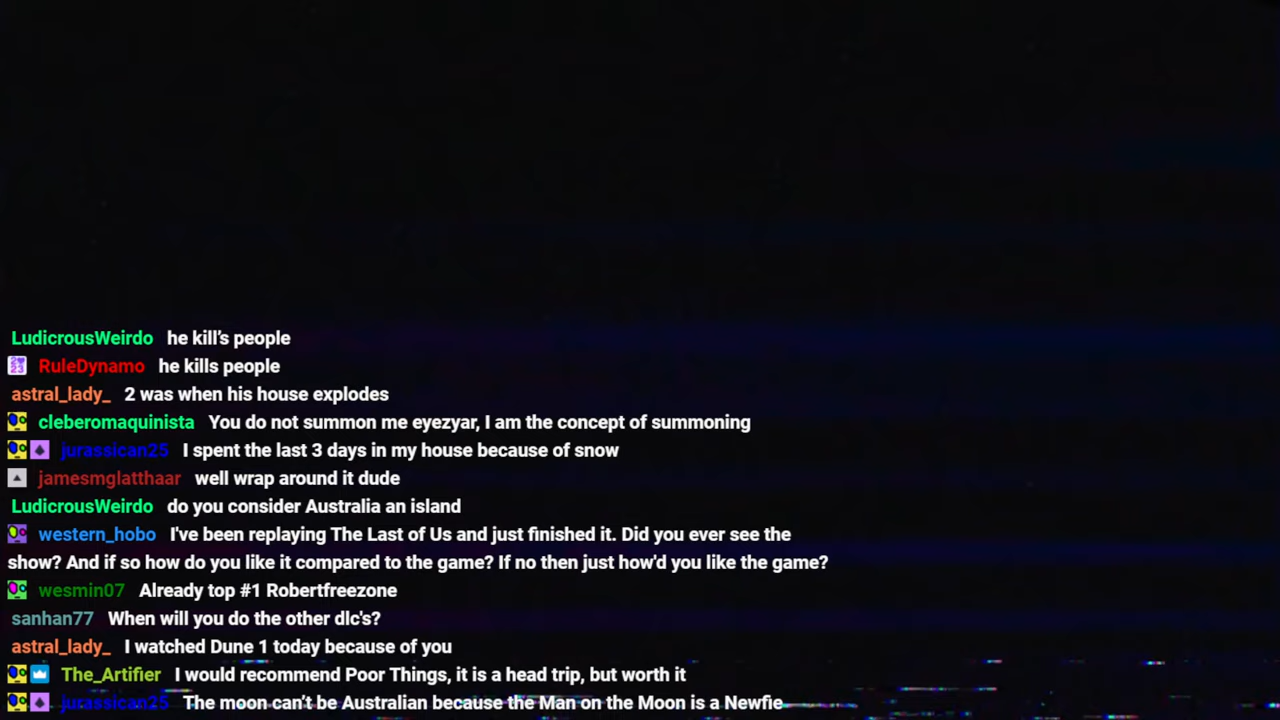 LudicrousWeirdo he kill's people
RuleDynamo he kills people
astral_lady_ 2 was when his house explodes
cleberomaquinista You do not summon me eyezyar, I am the concept of summoning
jurassican25 I spent the last 3 days in my house because of snow
jamesmglatthaar well wrap around it dude
LudicrousWeirdo do you consider Australia an island
western_hobo I've been replaying The Last of Us and just finished it. Did you ever see the
show? And if so how do you like it compared to the game? If no then just how'd you like the game?
wesmin07 Already top #1 Robertfreezone
sanhan77 When will you do the other dlc's?
astral_lady_ I watched Dune 1 today because of you
The_Artifier I would recommend Poor Things, it is a head trip, but worth it
jurassican25 The moon can't be Australian because the Man on the Moon is a Newfie